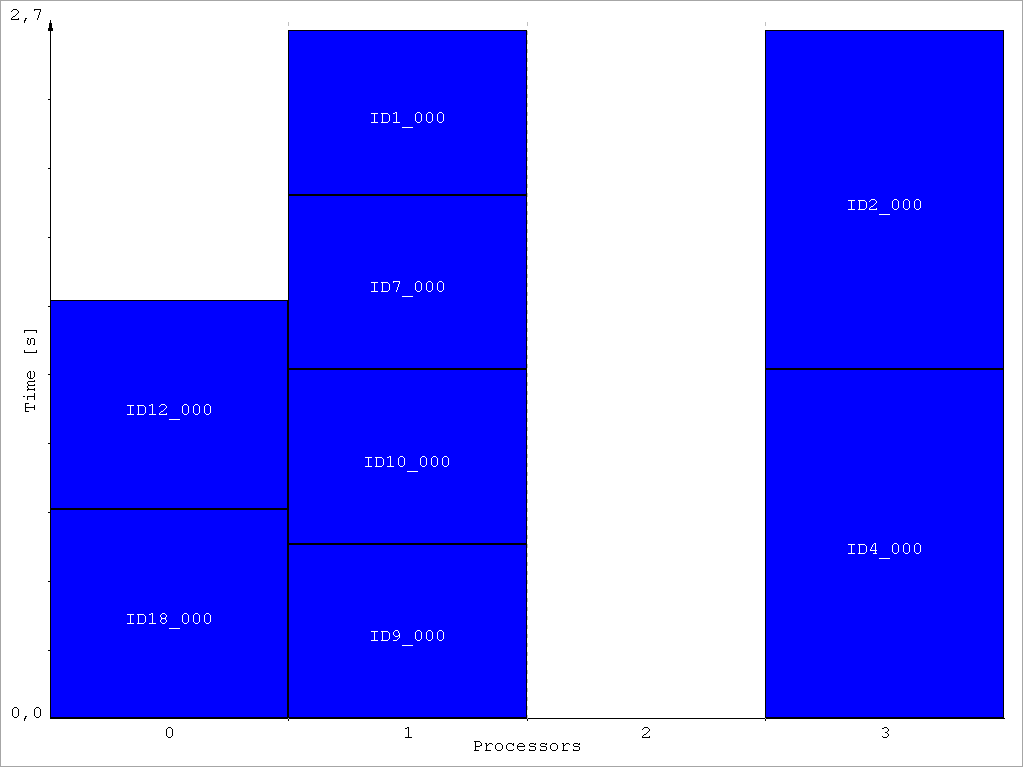 2,7
ID1_000
ID2_000
ID7_000
Time [s]
ID12_000
ID10_000
ID4_000
ID18_000
ID9_000
0,0
0 1 2 3
Processors